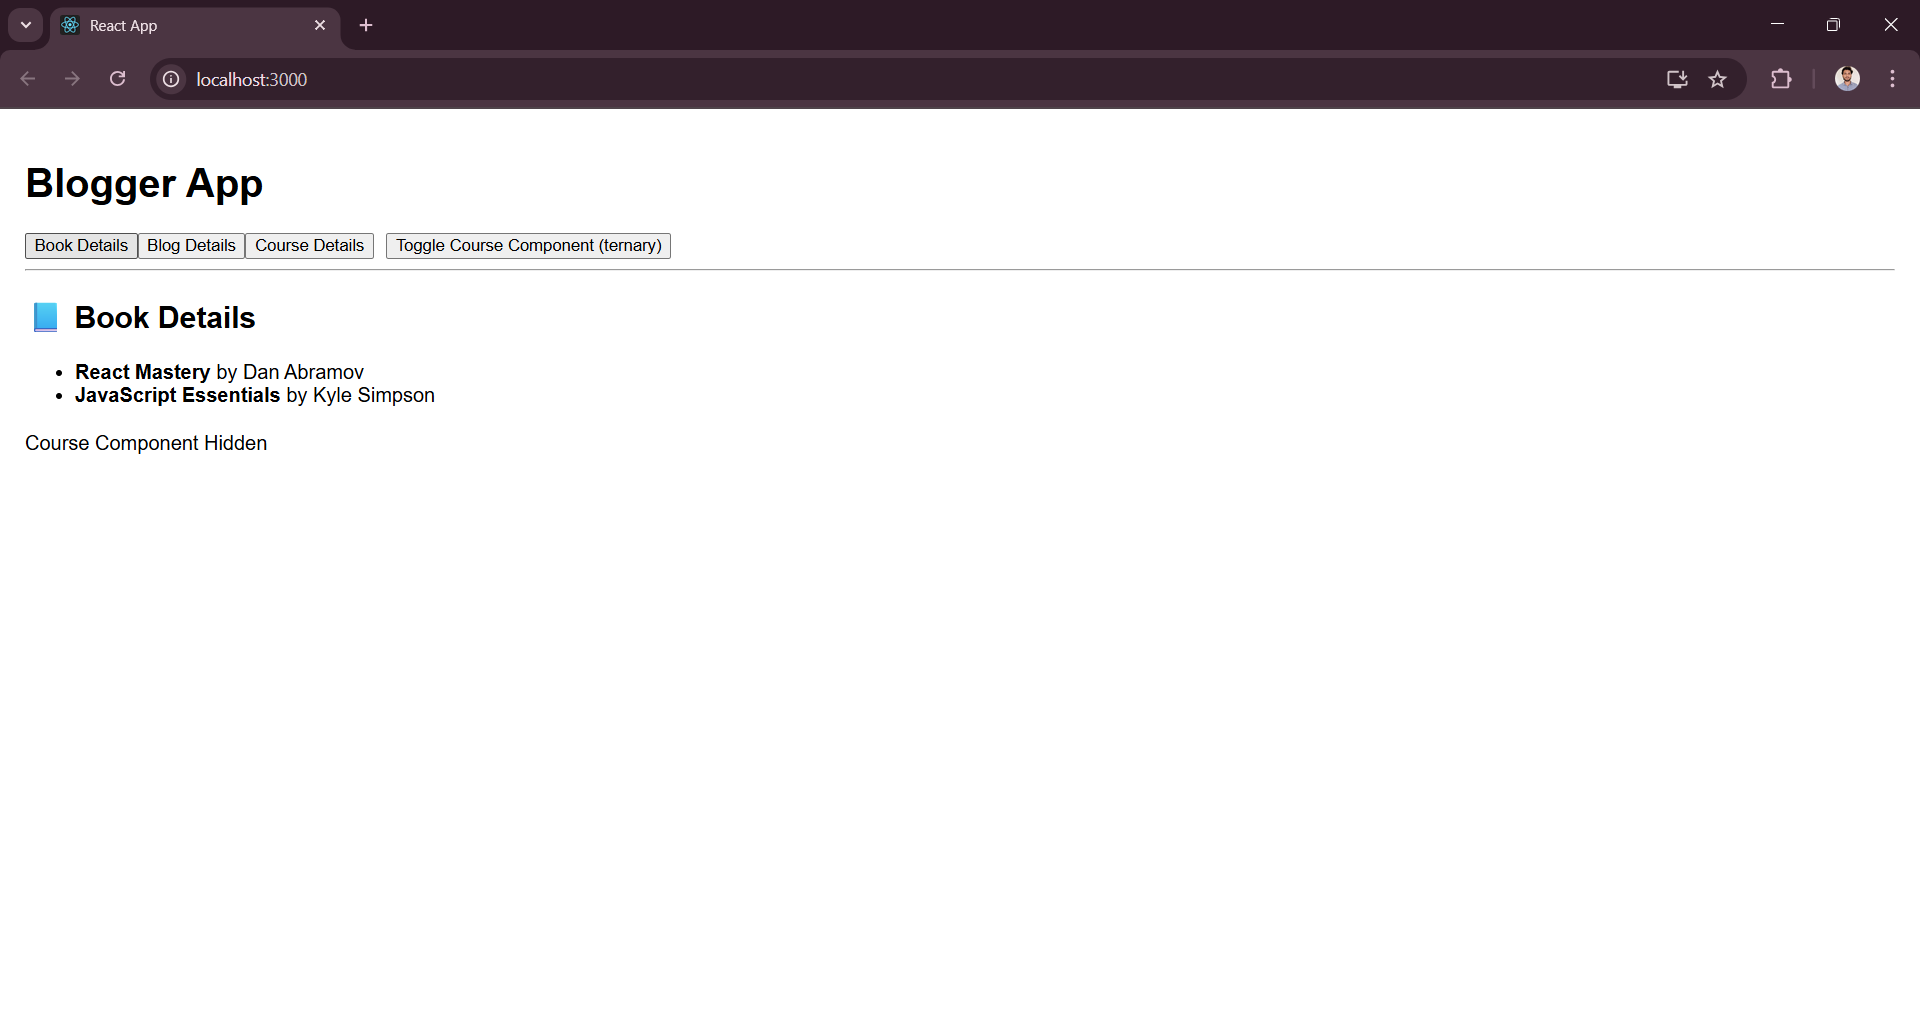 React App
localhost:3000
Blogger App
Book Details Blog Details Course Details Toggle Course Component (ternary)
Book Details
React Mastery by Dan Abramov
JavaScript Essentials by Kyle Simpson
Course Component Hidden